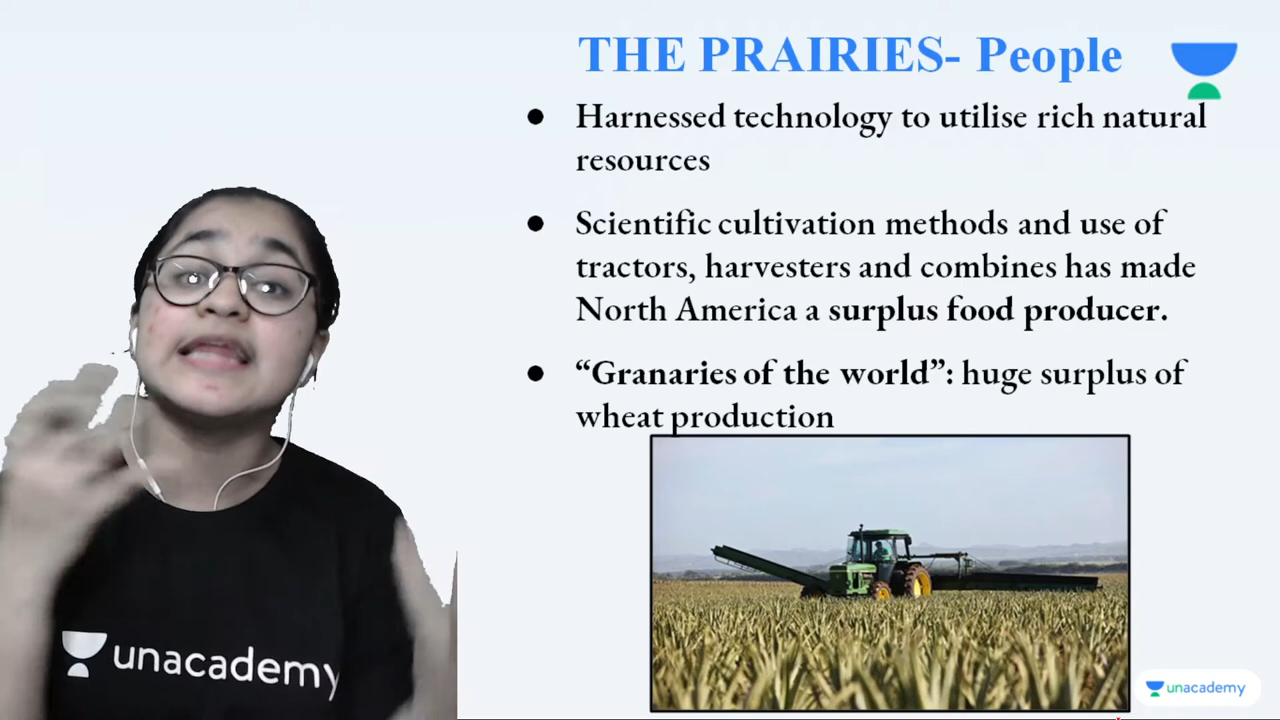 THE PRAIRIES- People
● Harnessed technology to utilise rich natural
resources
● Scientific cultivation methods and use of
tractors, harvesters and combines has made
North America a surplus food producer.
● “Granaries of the world”: huge surplus of
wheat production
unacademy
unacademy